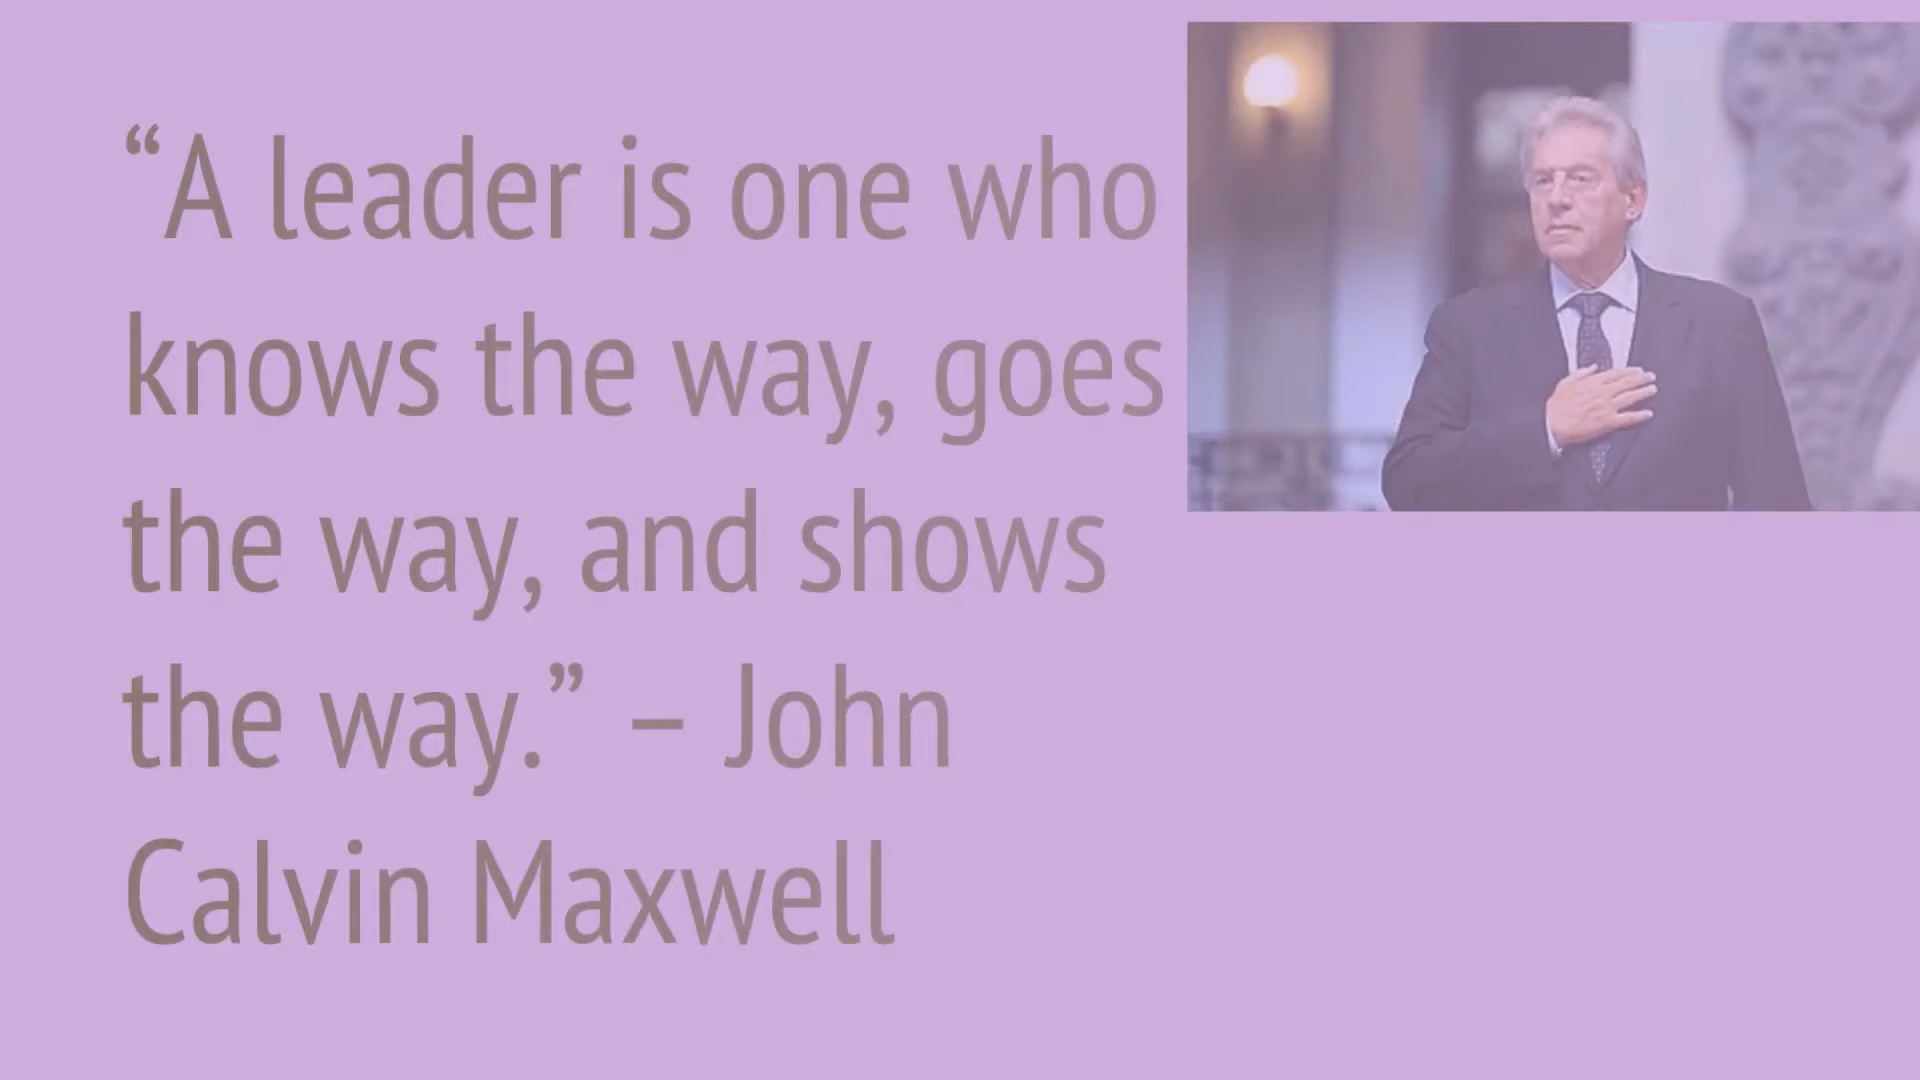 “A leader is one who
knows the way, goes
the way, and shows
the way.” – John
Calvin Maxwell